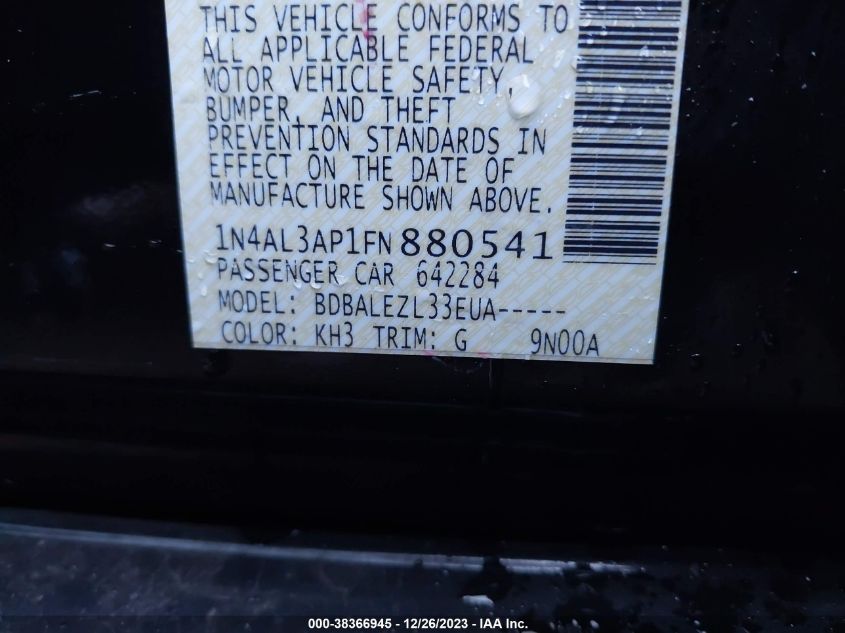 THIS VEHICLE CONFORMS TO
ALL APPLICABLE FEDERAL
MOTOR VEHICLE SAFETY,
BUMPER, AND THEFT
PREVENTION STANDARDS IN
EFFECT ON THE DATE OF
MANUFACTURE SHOWN ABOVE.
1N4AL3AP1FN880541
PASSENGER CAR 642284
MODEL: BDBALEZL33EUA-----
COLOR: KH3 TRIM: G 9N00A
000-38366945 - 12/26/2023 - IAA Inc.